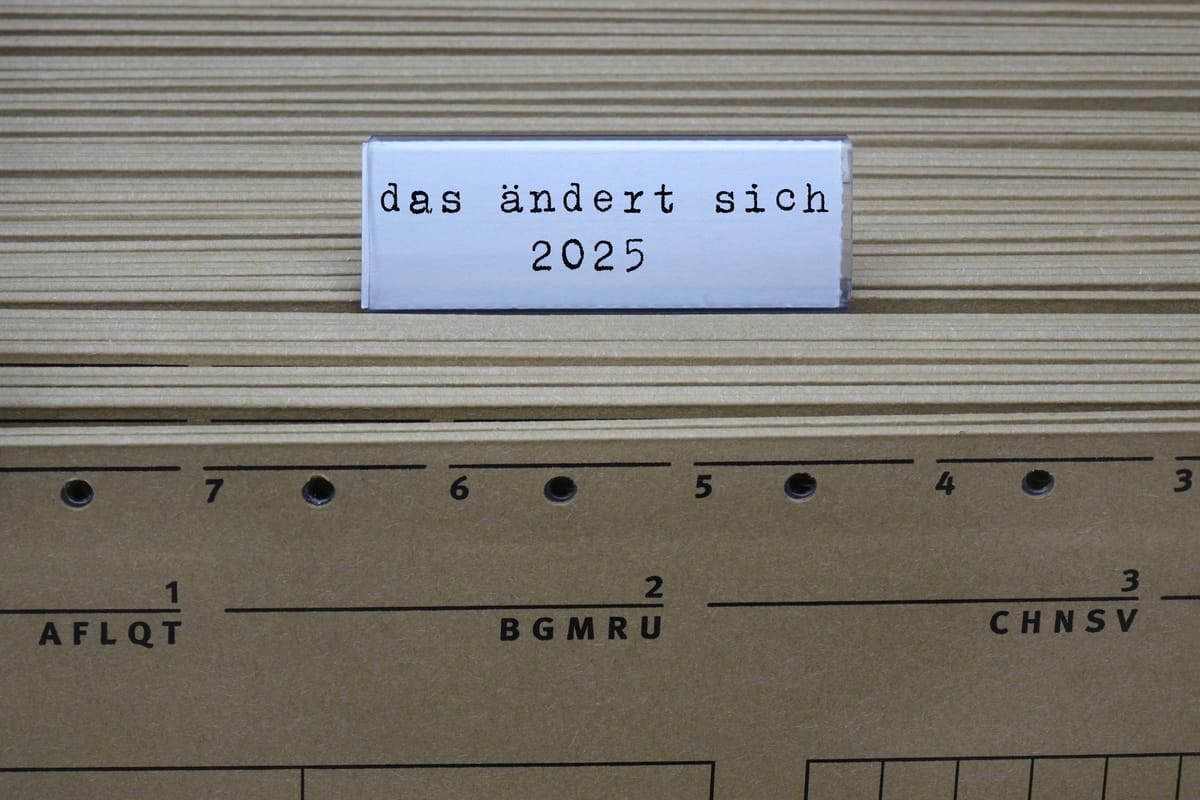 das ändert sich
2025
7 6 5 4 3
1 2 3
AFLQT BGMRU CHNSV